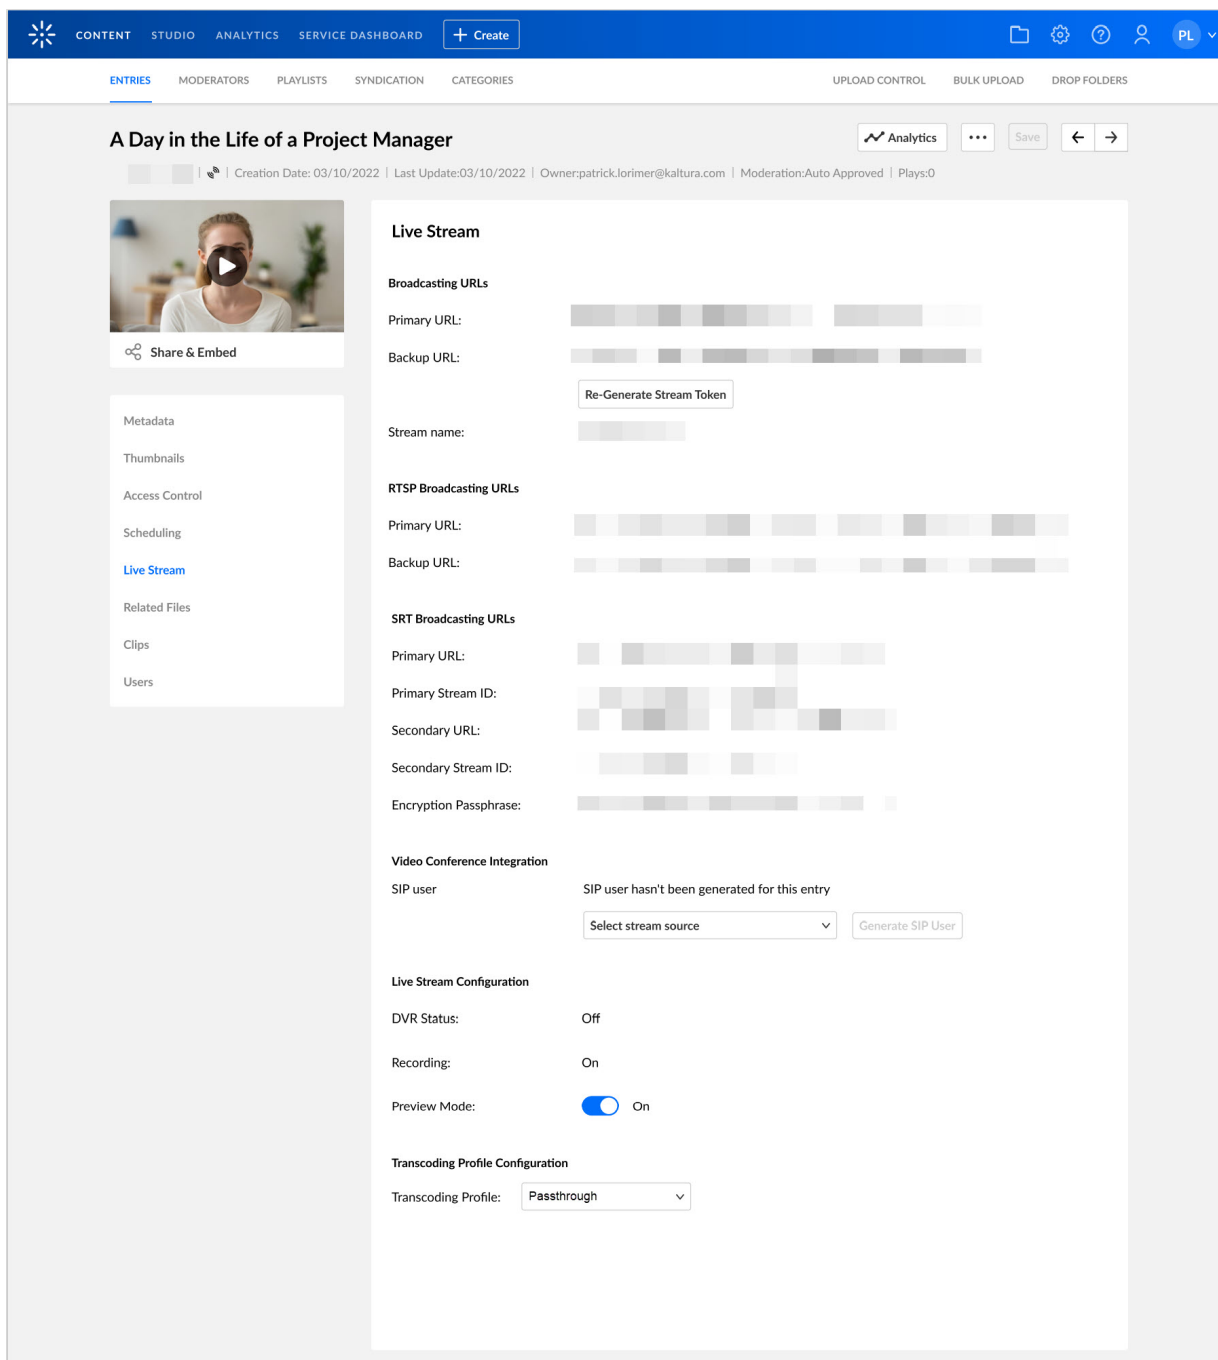 CONTENT STUDIO ANALYTICS SERVICE DASHBOARD + Create PL
ENTRIES MODERATORS PLAYLISTS SYNDICATION CATEGORIES UPLOAD CONTROL BULK UPLOAD DROP FOLDERS
A Day in the Life of a Project Manager Analytics ••• Save
| | Creation Date: 03/10/2022 | Last Update:03/10/2022 | Owner:patrick.lorimer@kaltura.com | Moderation:Auto Approved | Plays:0
Share & Embed
Metadata
Thumbnails
Access Control
Scheduling
Live Stream
Related Files
Clips
Users
Live Stream
Broadcasting URLs
Primary URL:
Backup URL:
Re-Generate Stream Token
Stream name:
RTSP Broadcasting URLs
Primary URL:
Backup URL:
SRT Broadcasting URLs
Primary URL:
Primary Stream ID:
Secondary URL:
Secondary Stream ID:
Encryption Passphrase:
Video Conference Integration
SIP user SIP user hasn't been generated for this entry
Select stream source Generate SIP User
Live Stream Configuration
DVR Status: Off
Recording: On
Preview Mode: On
Transcoding Profile Configuration
Transcoding Profile: Passthrough